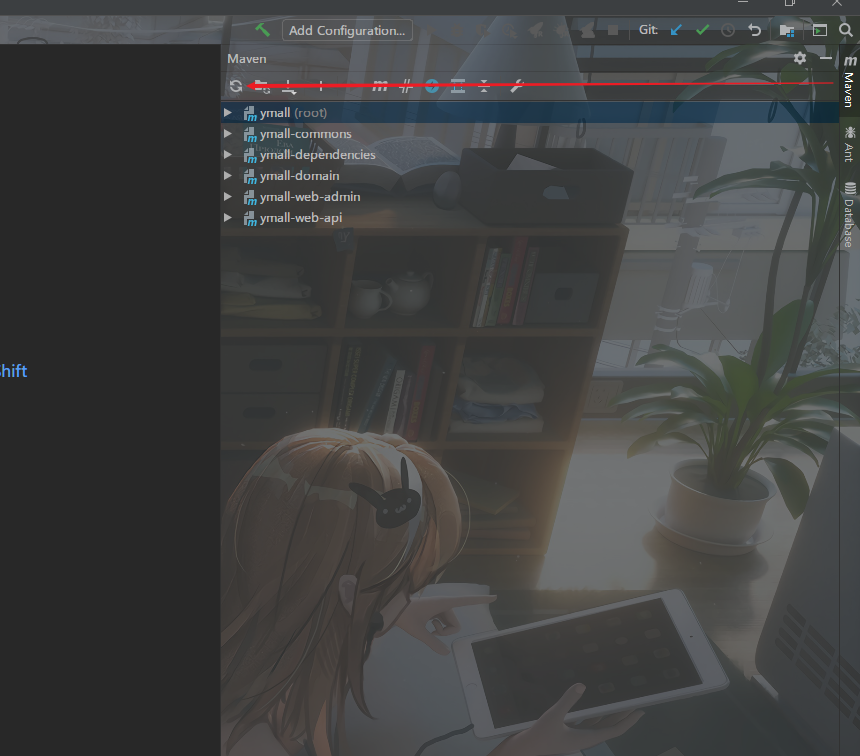 Add Configuration...
Git:
Maven
ymall (root)
ymall-commons
ymall-dependencies
ymall-domain
ymall-web-admin
ymall-web-api
hift
Maven
Ant
Database